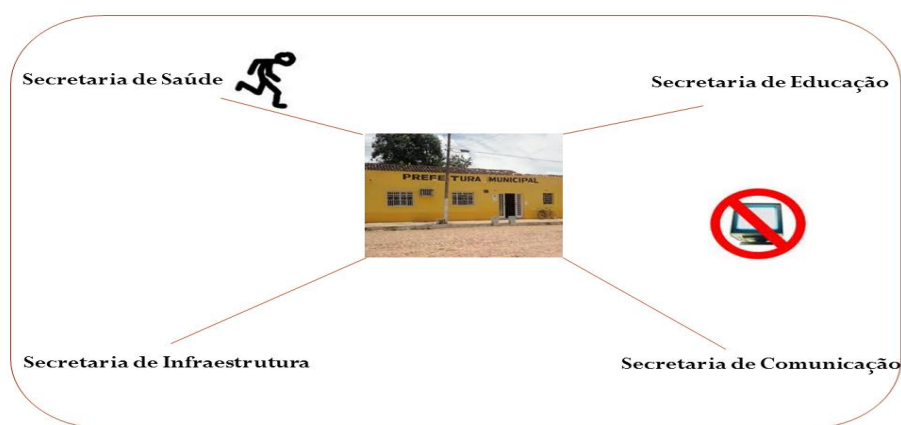 Secretaria de Saúde
Secretaria de Educação
PREFEITURA MUNICIPAL
Secretaria de Infraestrutura
Secretaria de Comunicação